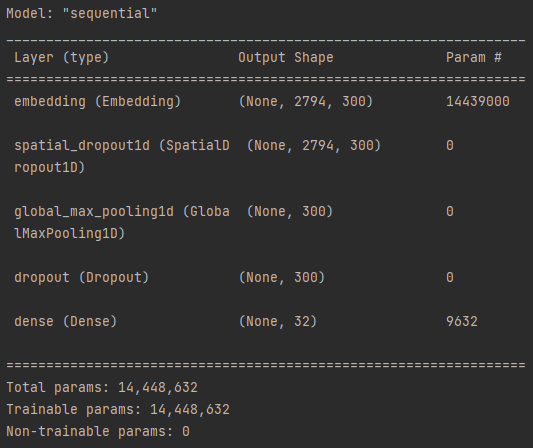 Model: "sequential"
_________________________________________________________________
Layer (type) Output Shape Param #
=================================================================
embedding (Embedding) (None, 2794, 300) 14439000
spatial_dropout1d (SpatialD (None, 2794, 300) 0
ropout1D)
global_max_pooling1d (Globa (None, 300) 0
lMaxPooling1D)
dropout (Dropout) (None, 300) 0
dense (Dense) (None, 32) 9632
=================================================================
Total params: 14,448,632
Trainable params: 14,448,632
Non-trainable params: 0